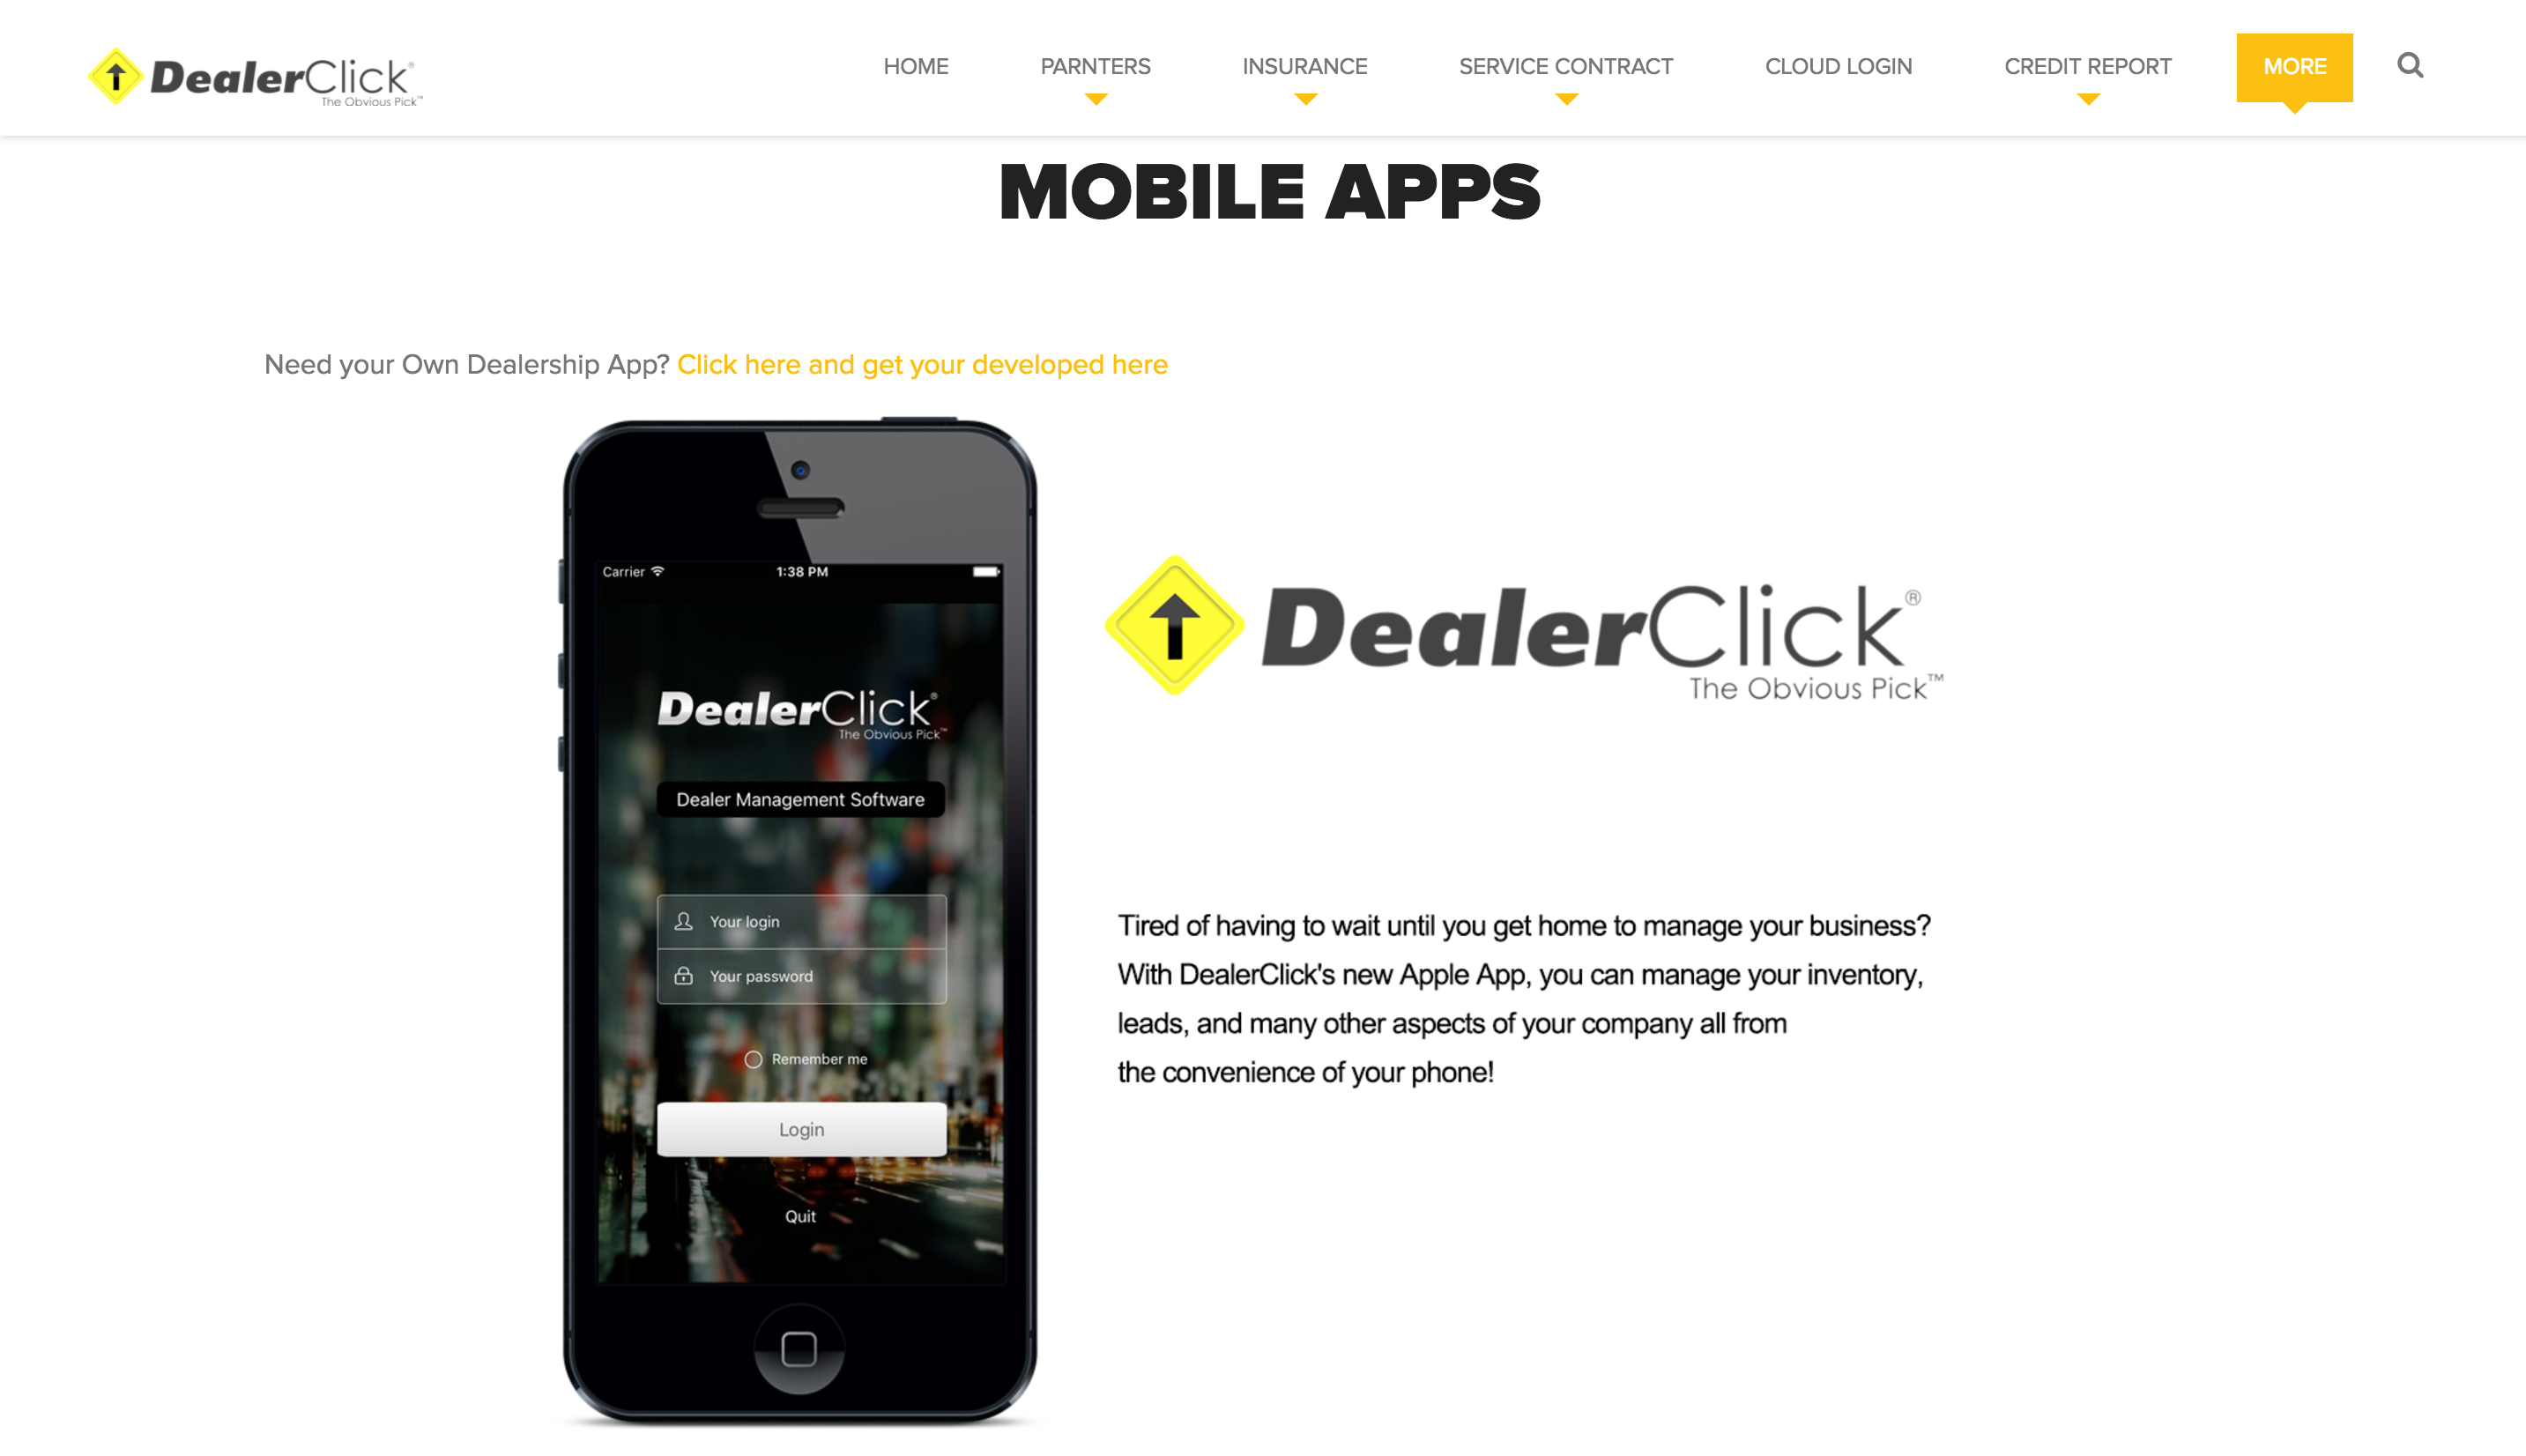 DealerClick®
The Obvious Pick™
HOME
PARNTERS
INSURANCE
SERVICE CONTRACT
CLOUD LOGIN
CREDIT REPORT
MORE
MOBILE APPS
Need your Own Dealership App? Click here and get your developed here
Carrier 1:38 PM
DealerClick®
The Obvious Pick™
Dealer Management Software
Your login
Your password
Remember me
Login
Quit
DealerClick®
The Obvious Pick™
Tired of having to wait until you get home to manage your business?
With DealerClick's new Apple App, you can manage your inventory,
leads, and many other aspects of your company all from
the convenience of your phone!